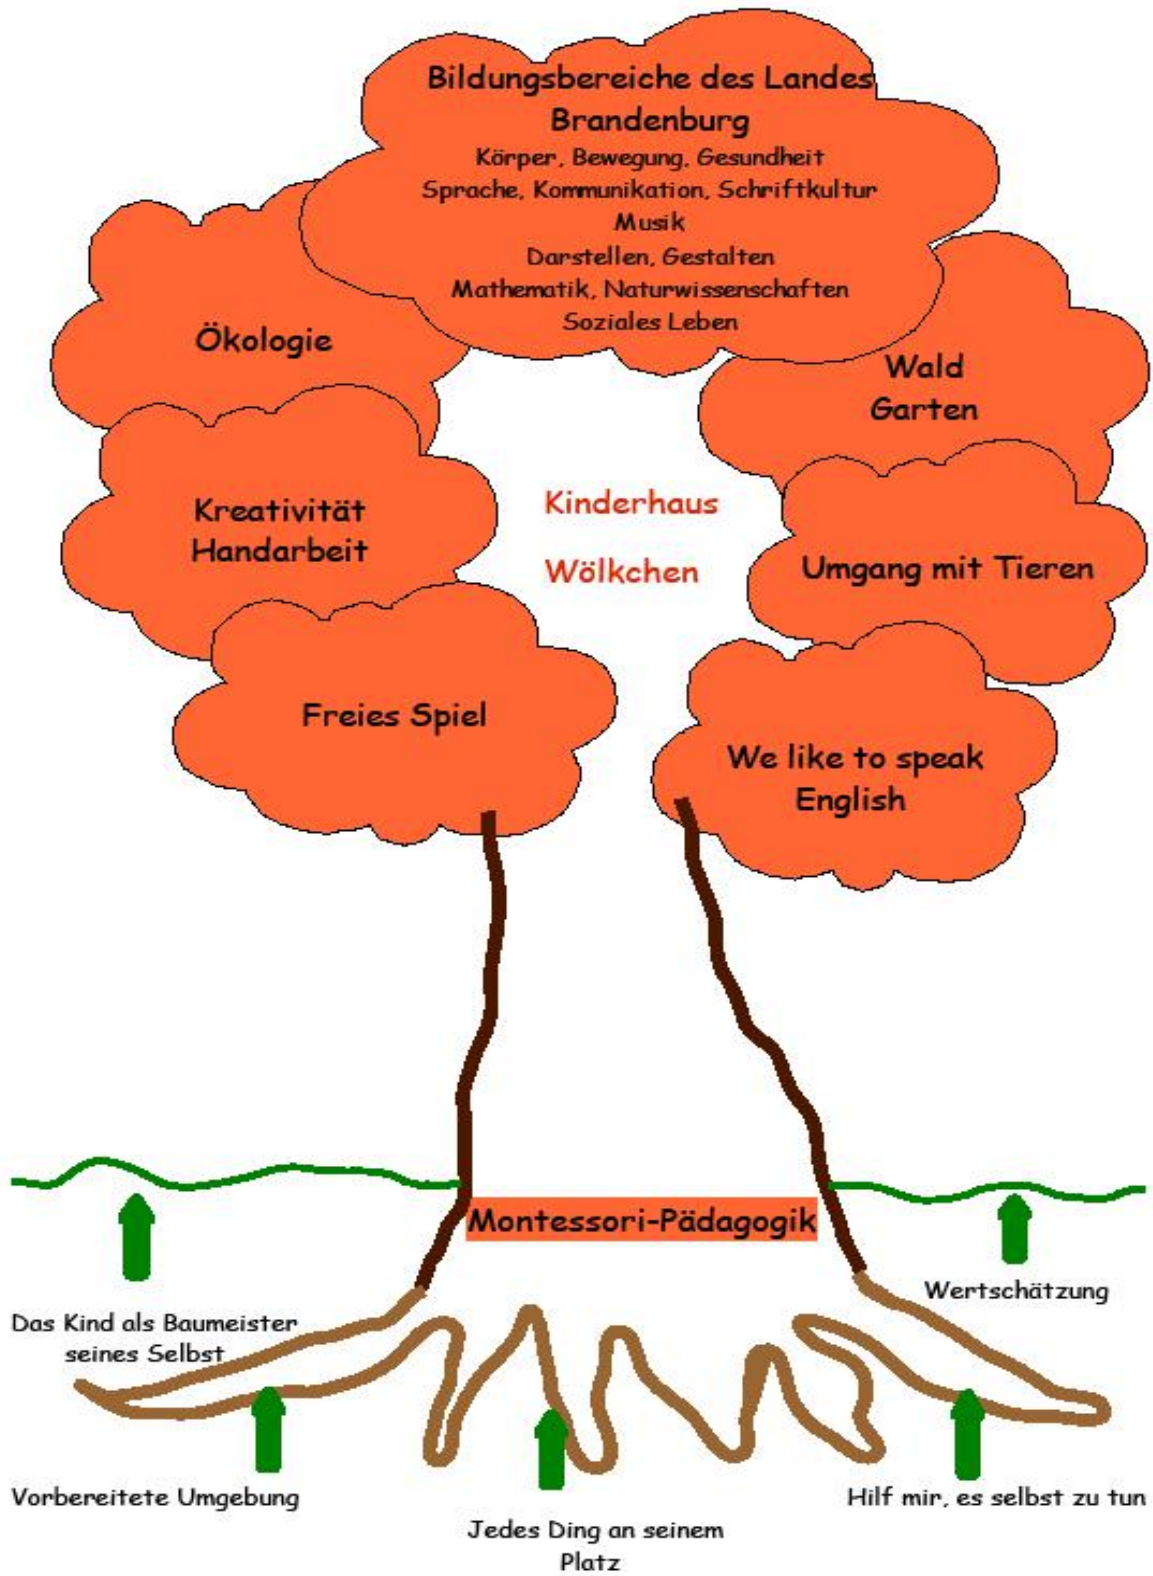 Bildungsbereiche des Landes
Brandenburg
Körper, Bewegung, Gesundheit
Sprache, Kommunikation, Schriftkultur
Musik
Darstellen, Gestalten
Mathematik, Naturwissenschaften
Soziales Leben
Ökologie
Wald
Garten
Kreativität
Handarbeit
Kinderhaus
Wölkchen
Umgang mit Tieren
Freies Spiel
We like to speak
English
Montessori-Pädagogik
Wertschätzung
Das Kind als Baumeister
seines Selbst
Vorbereitete Umgebung
Jedes Ding an seinem
Platz
Hilf mir, es selbst zu tun